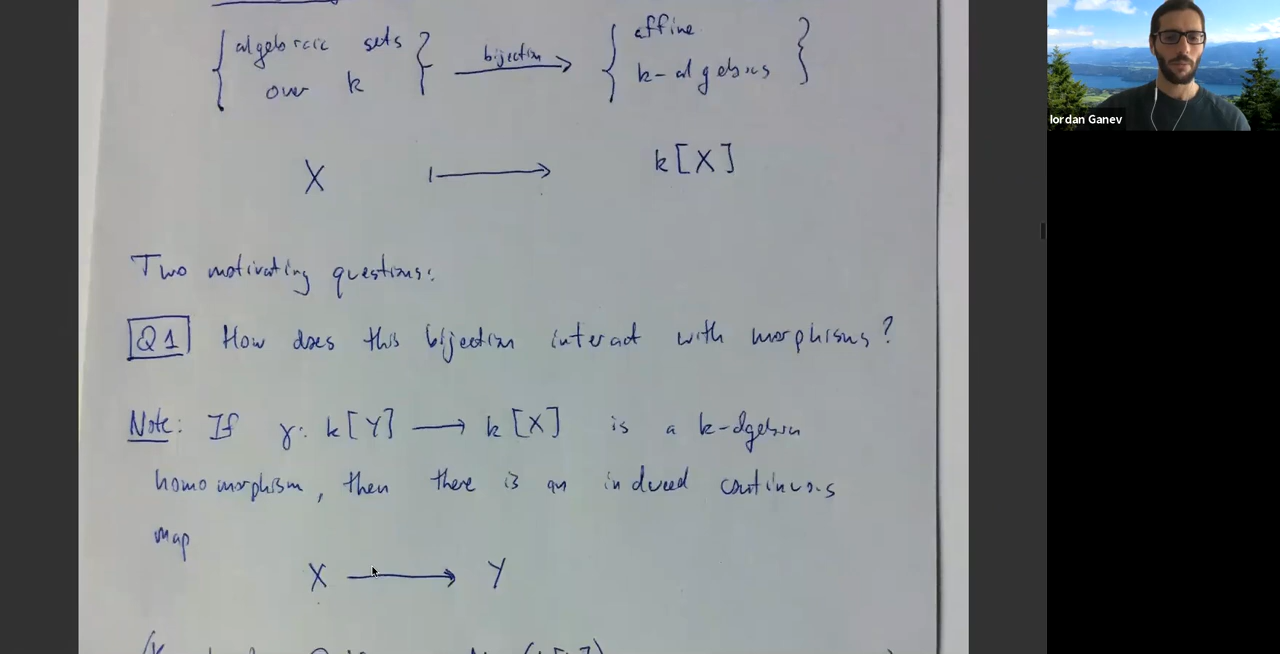 algebraic sets
over k
bijection
affine
k-algebras
X ⟼ k[X]
Two motivating questions:
Q1 How does this bijection interact with morphisms?
Note: If γ: k[Y] ⟶ k[X] is a k-algebra
homomorphism, then there is an induced continuous
map
X ⟶ Y
Iordan Ganev